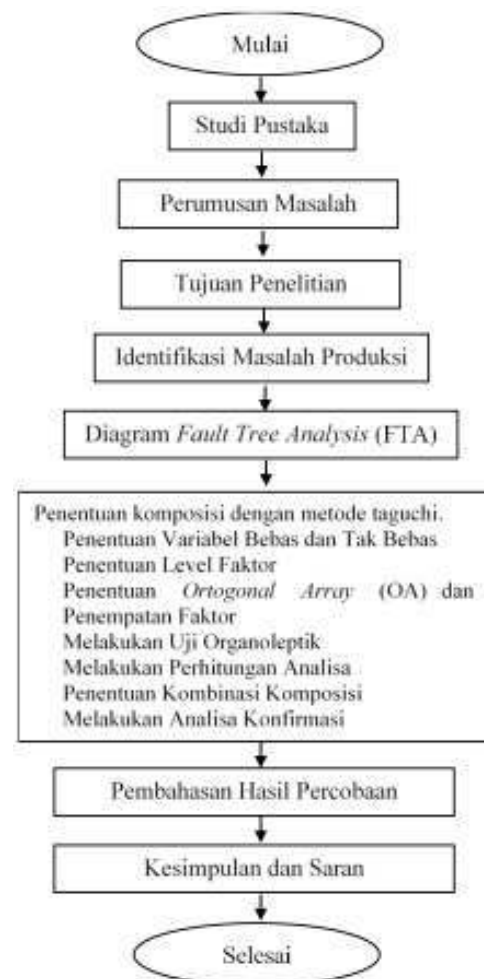 Mulai
Studi Pustaka
Perumusan Masalah
Tujuan Penelitian
Identifikasi Masalah Produksi
Diagram Fault Tree Analysis (FTA)
Penentuan komposisi dengan metode taguchi.
Penentuan Variabel Bebas dan Tak Bebas
Penentuan Level Faktor
Penentuan Ortogonal Array (OA) dan
Penempatan Faktor
Melakukan Uji Organoleptik
Melakukan Perhitungan Analisa
Penentuan Kombinasi Komposisi
Melakukan Analisa Konfirmasi
Pembahasan Hasil Percobaan
Kesimpulan dan Saran
Selesai